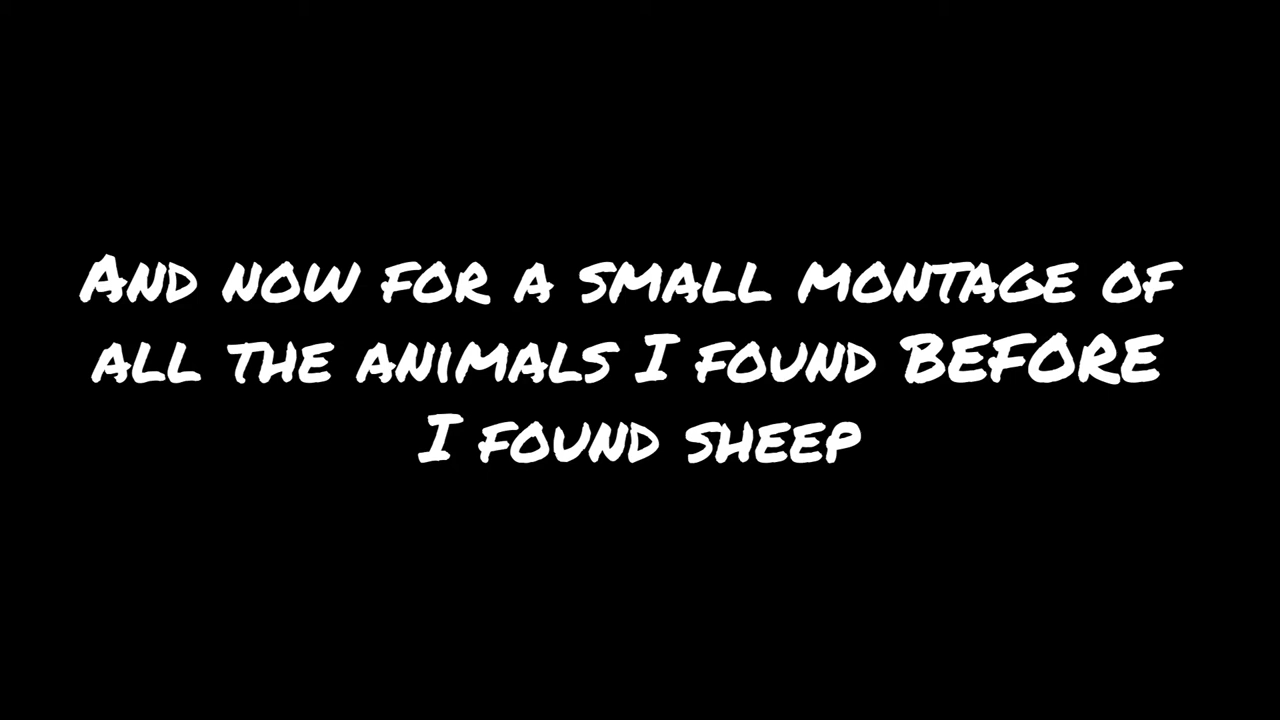 And now for a small montage of
all the animals I found BEFORE
I found sheep